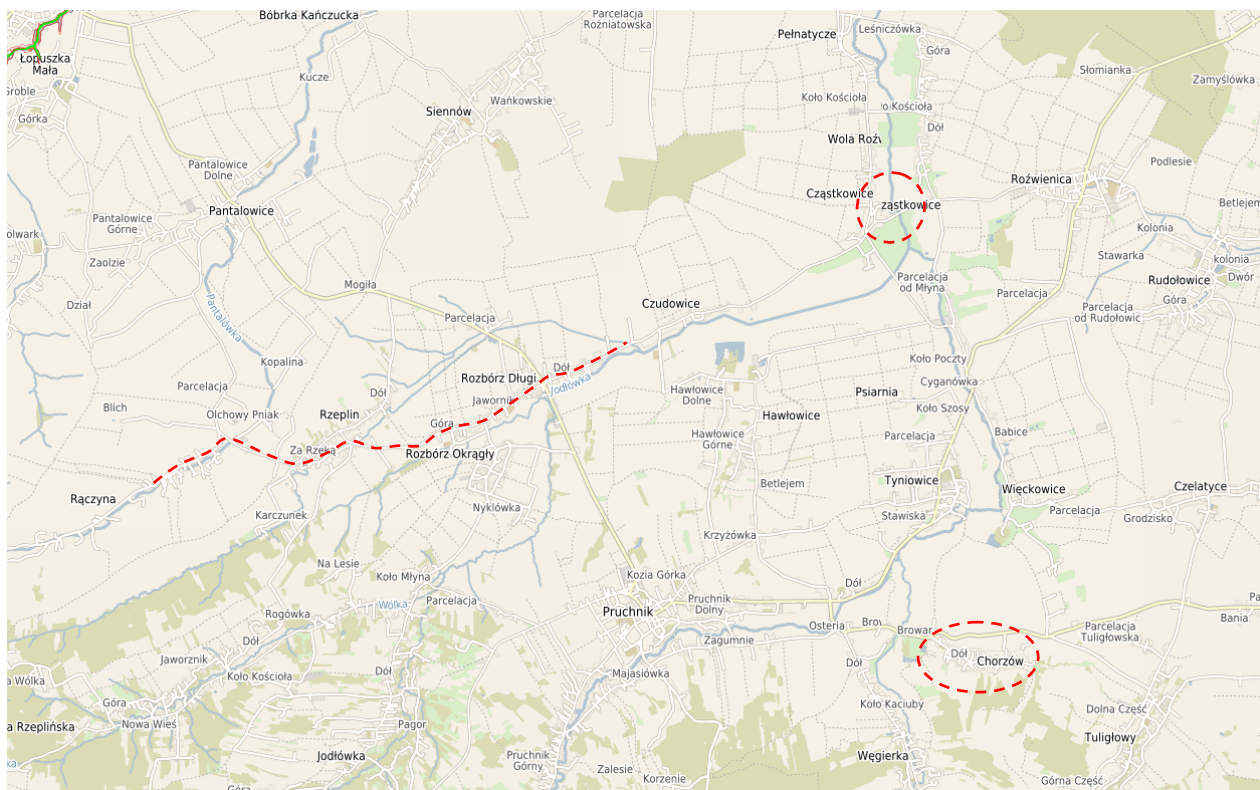 Bóbrka Kańczucka
Parcelacja
Rożniatowska
Pełnatycze
Leśniczówka
Góra
Łopuszka
Mała
Groble
Górka
Kucze
Siennów
Wańkowskie
Koło Kościoła
Kościoła
Dół
Słomianka
Zamyślówka
Wola Roźw
Pantalowice
Dolne
Pantalowice
Pantalowice
Górne
Zaolzie
Dział
Cząstkowice
ząstkowice
Roźwienica
Podlesie
Betlejem
Kolonia
Stawarka
kolonia
Dwór
Rudołowice
Góra
Parcelacja
od Rudołowic
Parcelacja
od Młyna
Parcelacja
olwark
Mogiła
Pantalówka
Parcelacja
Czudowice
Kopalina
Parcelacja
Blich
Olchowy Pniak
Rzeplin
Dół
Rozbórz Długi
Dół
Jodłówka
Jawornik
Góra
Rozbórz Okrągły
Za Rzeką
Rączyna
Hawłowice
Dolne
Hawłowice
Hawłowice
Górne
Betlejem
Koło Poczty
Cyganówka
Psiarnia
Koło Szosy
Babice
Parcelacja
Tyniowice
Więckowice
Czelatyce
Parcelacja
Grodzisko
Stawiska
Krzyżówka
Nyklówka
Karczunek
Na Lesie
Koło Młyna
Wólka
Parcelacja
Rogówka
Kozia Górka
Pruchnik
Pruchnik
Dolny
Dół
Osteria
Brow
Browar
Zagumnie
Parcelacja
Tuligłowska
Bania
Pa
Dół
Chorzów
Dół
Majasiówka
Dół
Jaworznik
Koło Kościoła
Dół
a Wólka
Góra
Nowa Wieś
a Rzeplińska
Pagor
Jodłówka
Góra
Pruchnik
Górny
Zalesie
Korzenie
Koło Kaciuby
Węgierka
Dolna Część
Tuligłowy
Górna Część